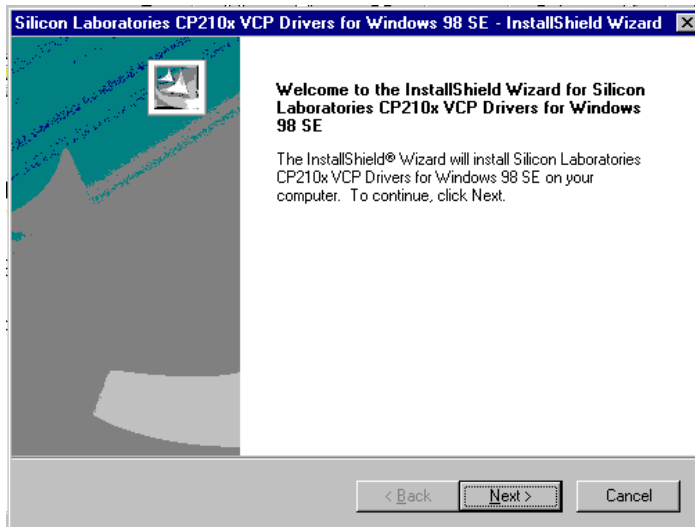 Silicon Laboratories CP210x VCP Drivers for Windows 98 SE - InstallShield Wizard
Welcome to the InstallShield Wizard for Silicon
Laboratories CP210x VCP Drivers for Windows
98 SE
The InstallShield® Wizard will install Silicon Laboratories
CP210x VCP Drivers for Windows 98 SE on your
computer. To continue, click Next.
< Back Next > Cancel